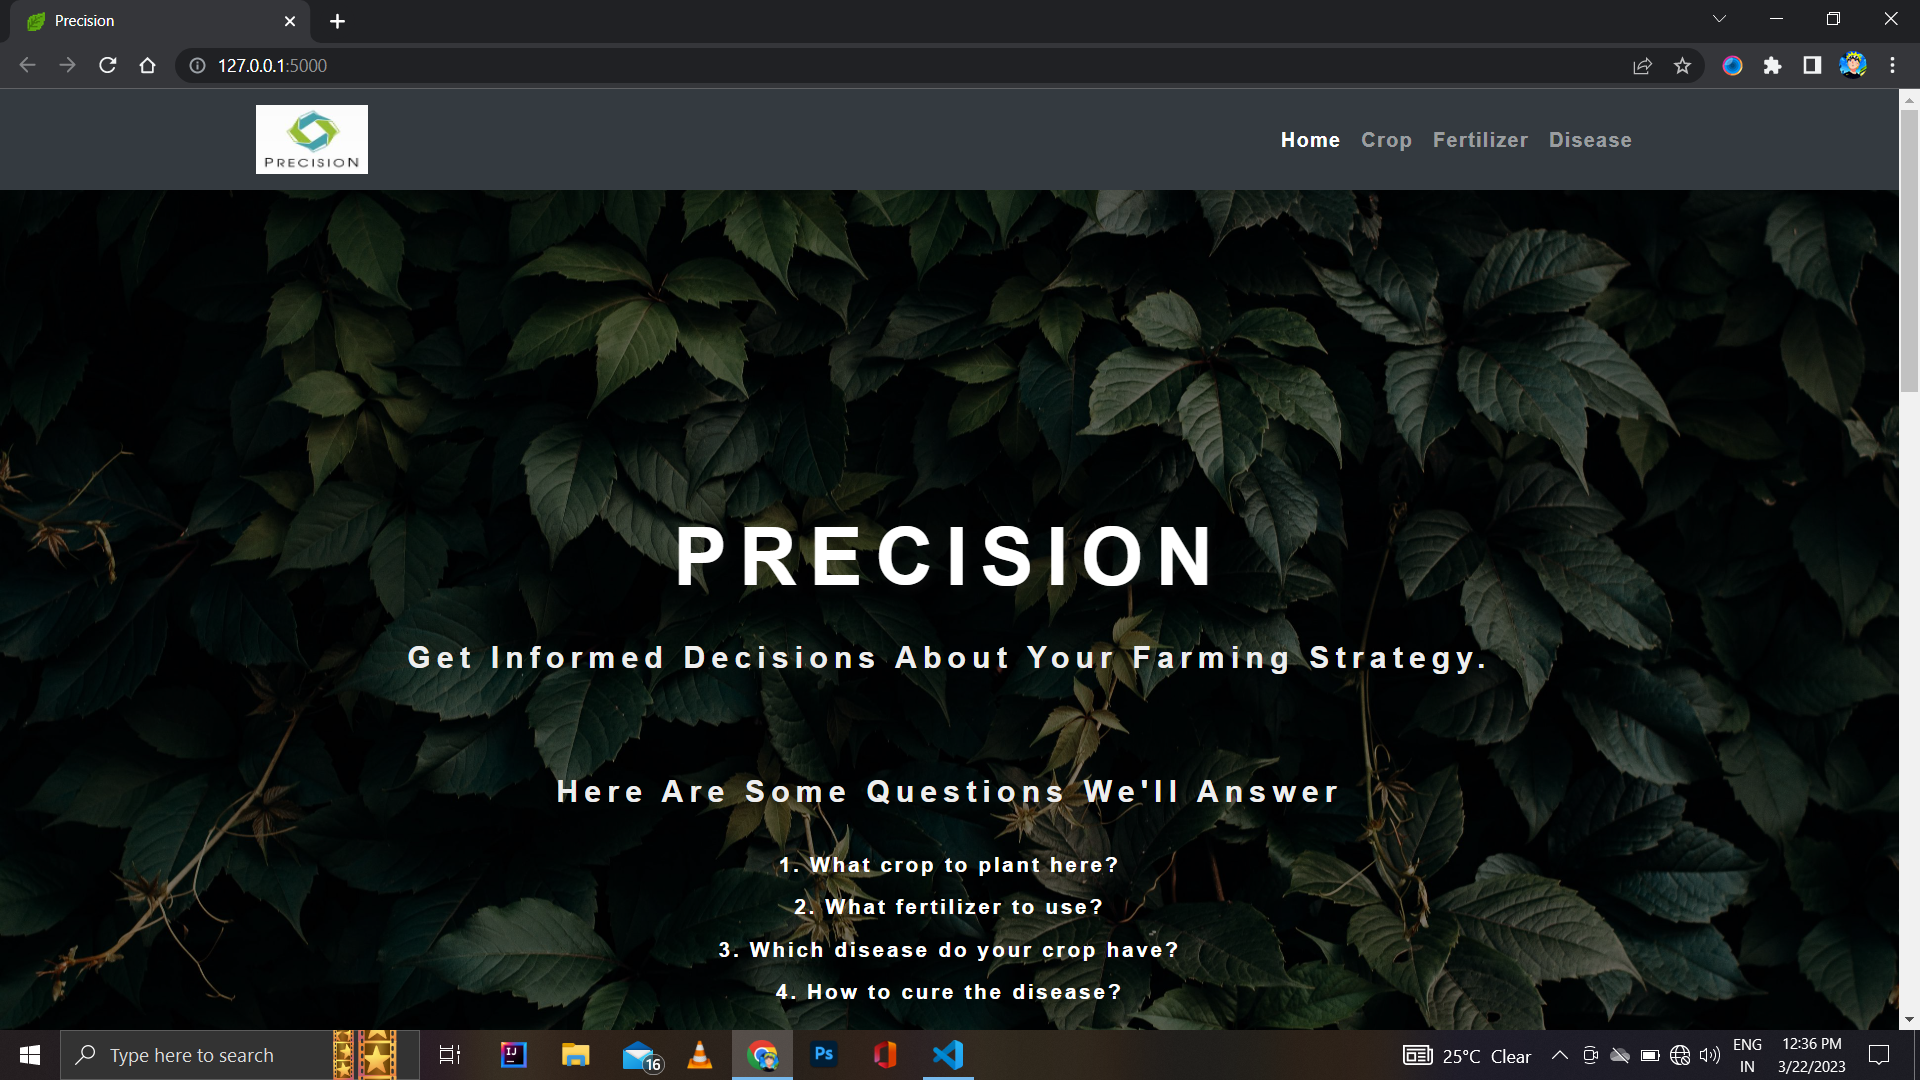 Precision
127.0.0.1:5000
PRECISION
Home Crop Fertilizer Disease
PRECISION
Get Informed Decisions About Your Farming Strategy.
Here Are Some Questions We'll Answer
1. What crop to plant here?
2. What fertilizer to use?
3. Which disease do your crop have?
4. How to cure the disease?
Type here to search
IJ
16
Ps
25°C Clear
ENG
IN
12:36 PM
3/22/2023